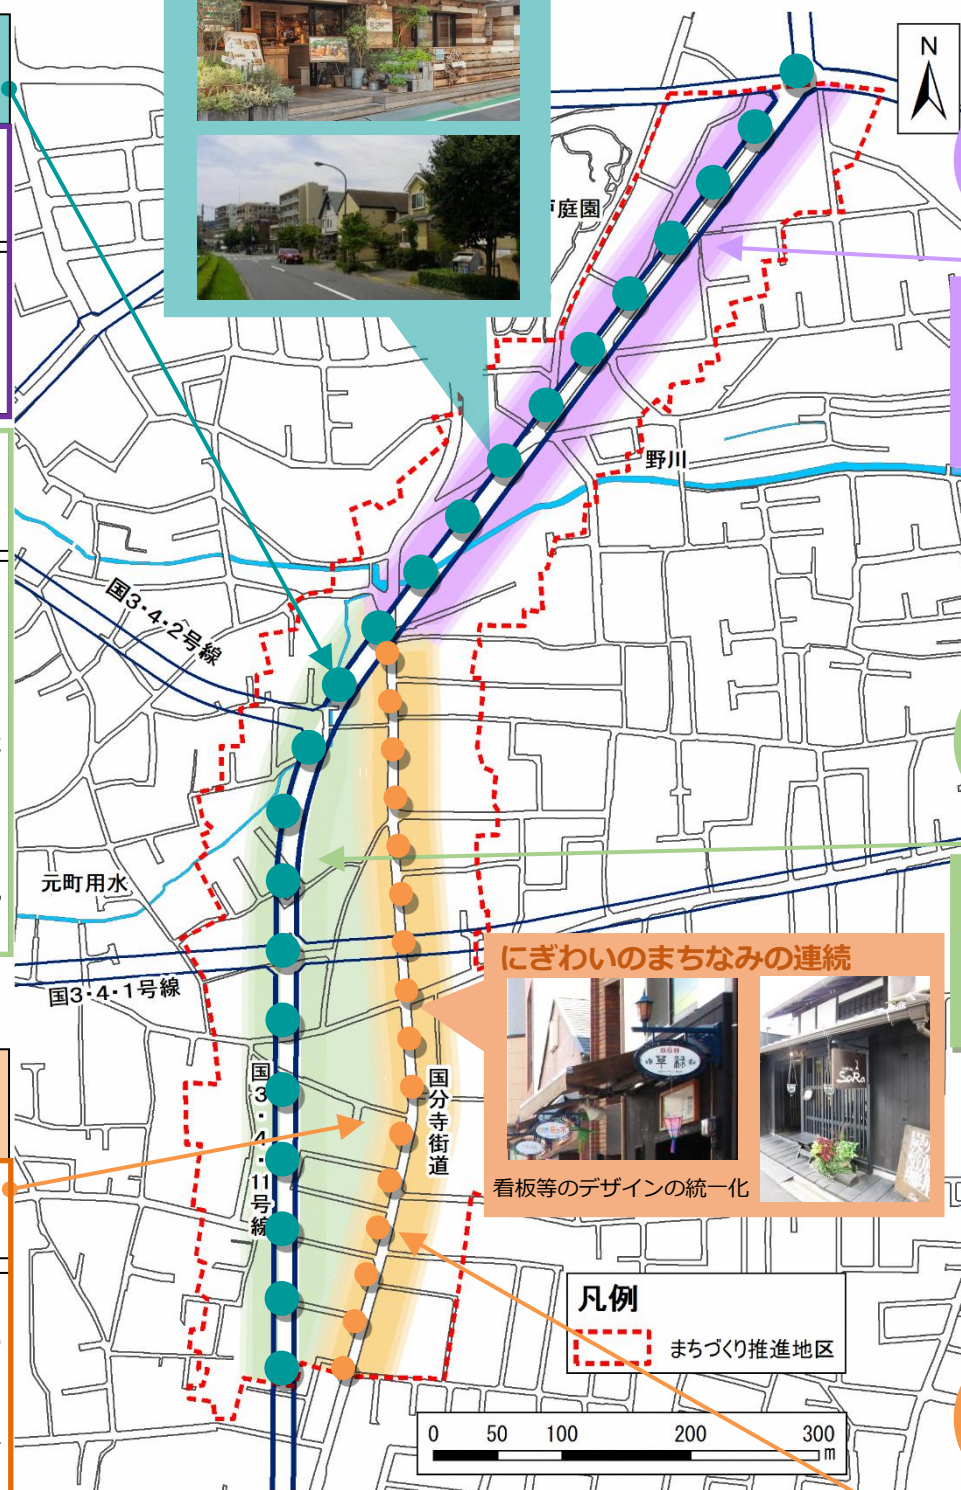 N
庭園
野川
国3・4・2号線
元町用水
国3・4・1号線
にぎわいのまちなみの連続
草緑
SoRa
看板等のデザインの統一化
国3・4・11号線
国分寺街道
凡例
まちづくり推進地区
0 50 100 200 300
m